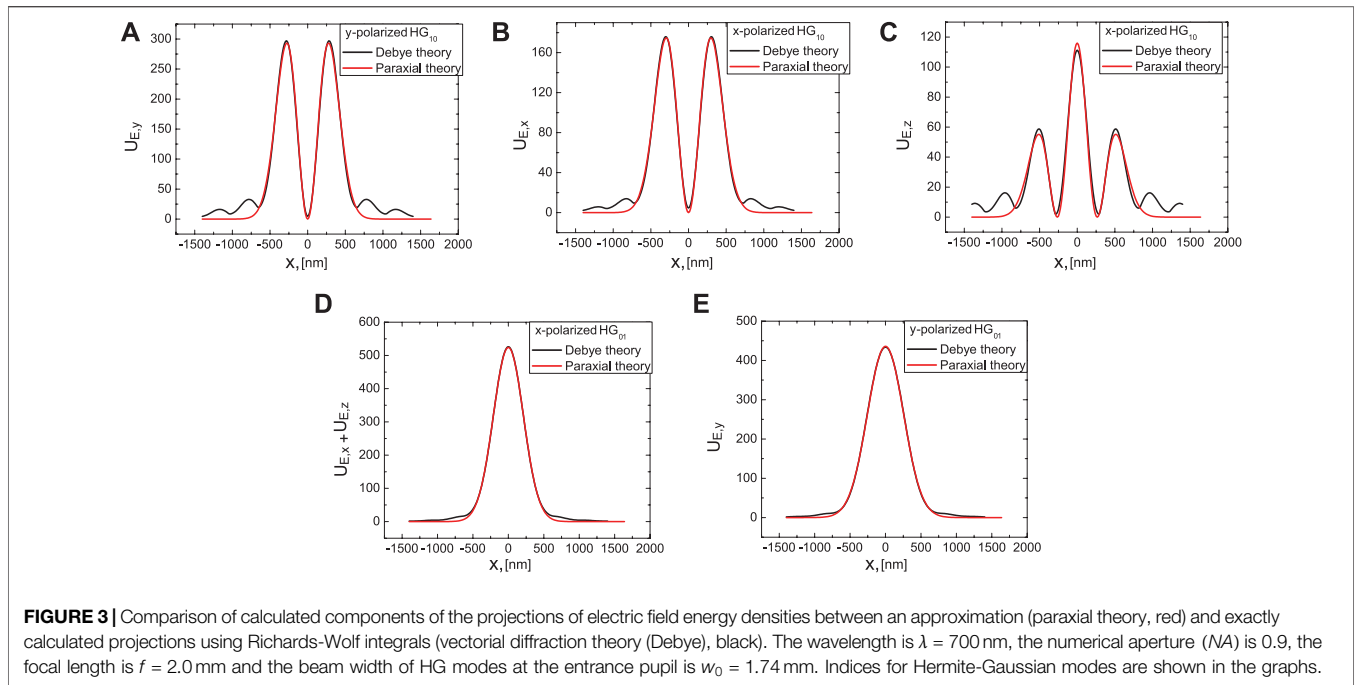 A
y-polarized HG10
Debye theory
Paraxial theory
300
250
200
150
100
50
0
UE,y
-1500 -1000 -500 0 500 1000 1500 2000
x, [nm]
B
x-polarized HG10
Debye theory
Paraxial theory
160
120
80
40
0
UE,x
-1500 -1000 -500 0 500 1000 1500 2000
x, [nm]
C
x-polarized HG10
Debye theory
Paraxial theory
120
100
80
60
40
20
0
UE,z
-1500 -1000 -500 0 500 1000 1500 2000
x, [nm]
D
x-polarized HG01
Debye theory
Paraxial theory
600
500
400
300
200
100
0
UE,x + UE,z
-1500 -1000 -500 0 500 1000 1500 2000
x, [nm]
E
y-polarized HG01
Debye theory
Paraxial theory
500
400
300
200
100
0
UE,y
-1500 -1000 -500 0 500 1000 1500 2000
x, [nm]
FIGURE 3 | Comparison of calculated components of the projections of electric field energy densities between an approximation (paraxial theory, red) and exactly
calculated projections using Richards-Wolf integrals (vectorial diffraction theory (Debye), black). The wavelength is λ = 700 nm, the numerical aperture (NA) is 0.9, the
focal length is f = 2.0 mm and the beam width of HG modes at the entrance pupil is w0 = 1.74 mm. Indices for Hermite-Gaussian modes are shown in the graphs.